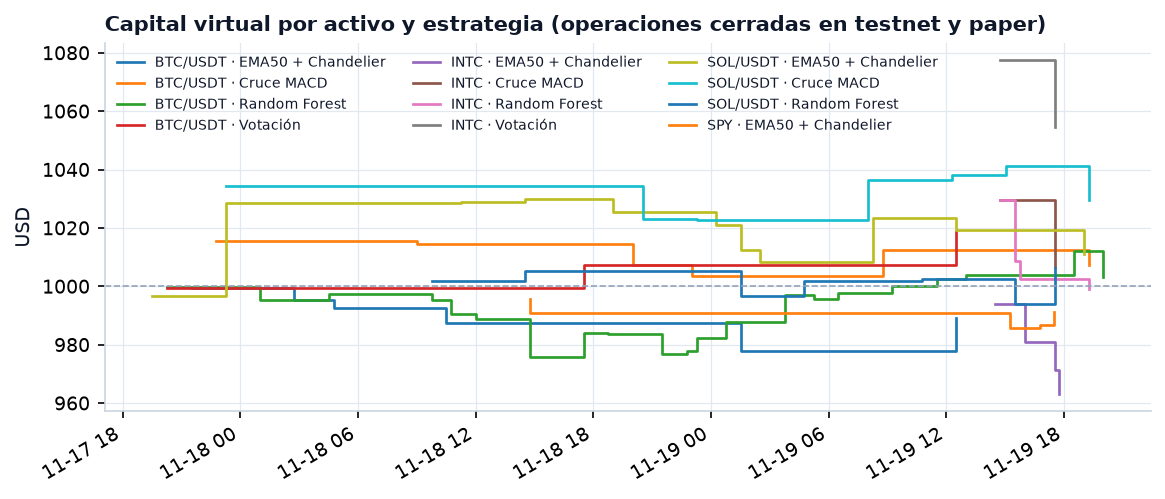 Capital virtual por activo y estrategia (operaciones cerradas en testnet y paper)
USD
1080
1060
1040
1020
1000
980
960
BTC/USDT · EMA50 + Chandelier
BTC/USDT · Cruce MACD
BTC/USDT · Random Forest
BTC/USDT · Votación
INTC · EMA50 + Chandelier
INTC · Cruce MACD
INTC · Random Forest
INTC · Votación
SOL/USDT · EMA50 + Chandelier
SOL/USDT · Cruce MACD
SOL/USDT · Random Forest
SPY · EMA50 + Chandelier
11-17 18
11-18 00
11-18 06
11-18 12
11-18 18
11-19 00
11-19 06
11-19 12
11-19 18